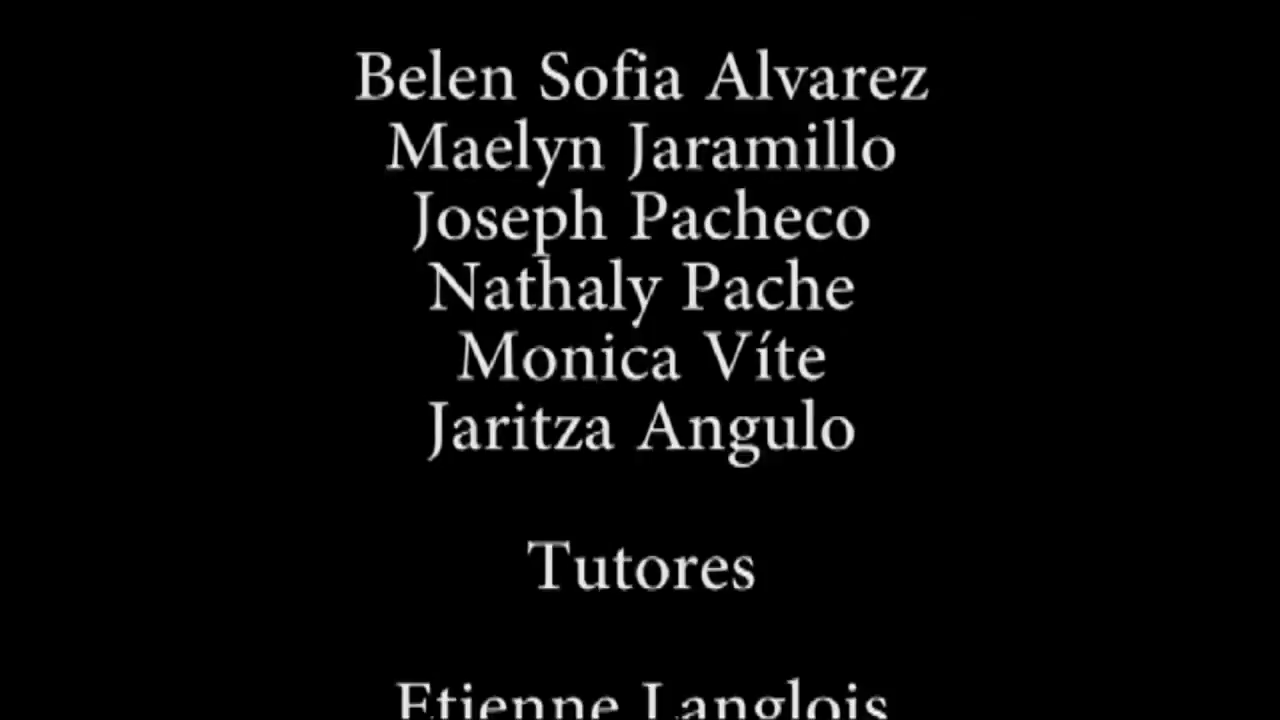 Belen Sofia Alvarez
Maelyn Jaramillo
Joseph Pacheco
Nathaly Pache
Monica Víte
Jaritza Angulo
Tutores
Etienne Langlois